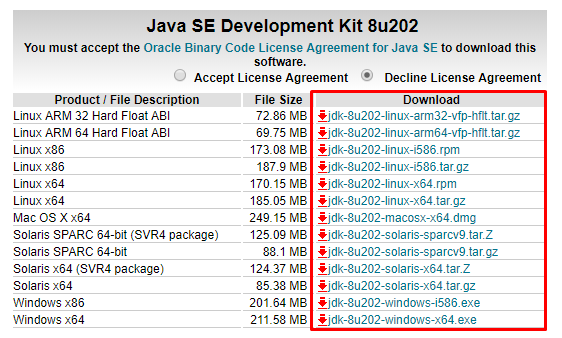 Java SE Development Kit 8u202
You must accept the Oracle Binary Code License Agreement for Java SE to download this
software.
Accept License Agreement Decline License Agreement
Product / File Description File Size Download
Linux ARM 32 Hard Float ABI 72.86 MB jdk-8u202-linux-arm32-vfp-hflt.tar.gz
Linux ARM 64 Hard Float ABI 69.75 MB jdk-8u202-linux-arm64-vfp-hflt.tar.gz
Linux x86 173.08 MB jdk-8u202-linux-i586.rpm
Linux x86 187.9 MB jdk-8u202-linux-i586.tar.gz
Linux x64 170.15 MB jdk-8u202-linux-x64.rpm
Linux x64 185.05 MB jdk-8u202-linux-x64.tar.gz
Mac OS X x64 249.15 MB jdk-8u202-macosx-x64.dmg
Solaris SPARC 64-bit (SVR4 package) 125.09 MB jdk-8u202-solaris-sparcv9.tar.Z
Solaris SPARC 64-bit 88.1 MB jdk-8u202-solaris-sparcv9.tar.gz
Solaris x64 (SVR4 package) 124.37 MB jdk-8u202-solaris-x64.tar.Z
Solaris x64 85.38 MB jdk-8u202-solaris-x64.tar.gz
Windows x86 201.64 MB jdk-8u202-windows-i586.exe
Windows x64 211.58 MB jdk-8u202-windows-x64.exe